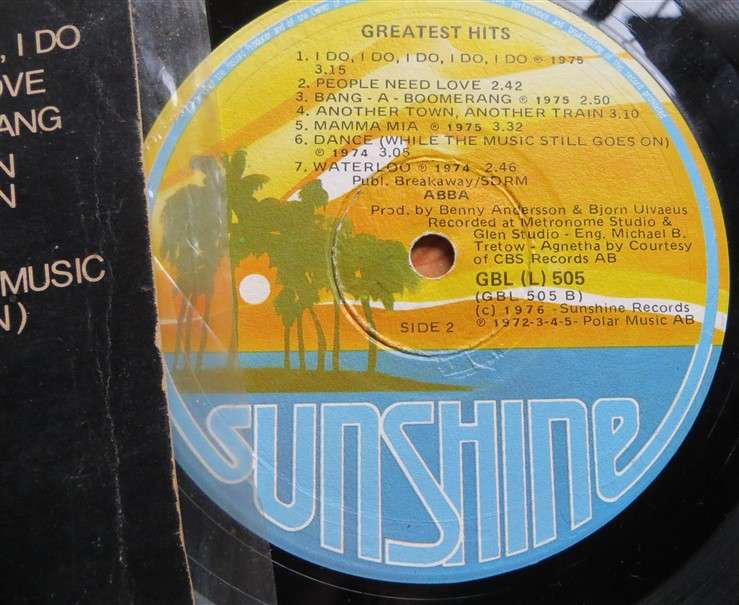 , I DO
OVE
ANG
N
N
MUSIC
N)
GREATEST HITS
1. I DO, I DO, I DO, I DO, I DO ℗ 1975
3.15
2. PEOPLE NEED LOVE 2.42
3. BANG - A - BOOMERANG ℗ 1975 2.50
4. ANOTHER TOWN, ANOTHER TRAIN 3.10
5. MAMMA MIA ℗ 1975 3.32
6. DANCE (WHILE THE MUSIC STILL GOES ON)
℗ 1974 3.05
7. WATERLOO ℗ 1974 2.46
Publ. Breakaway/SDRM
ABBA
Prod. by Benny Andersson & Bjorn Ulvaeus
Recorded at Metronome Studio &
Glen Studio - Eng. Michael B.
Tretow - Agnetha by Courtesy
of CBS Records AB
GBL (L) 505
(GBL 505 B)
(c) 1976 - Sunshine Records
℗ 1972-3-4-5- Polar Music AB
SIDE 2
SUNSHINE